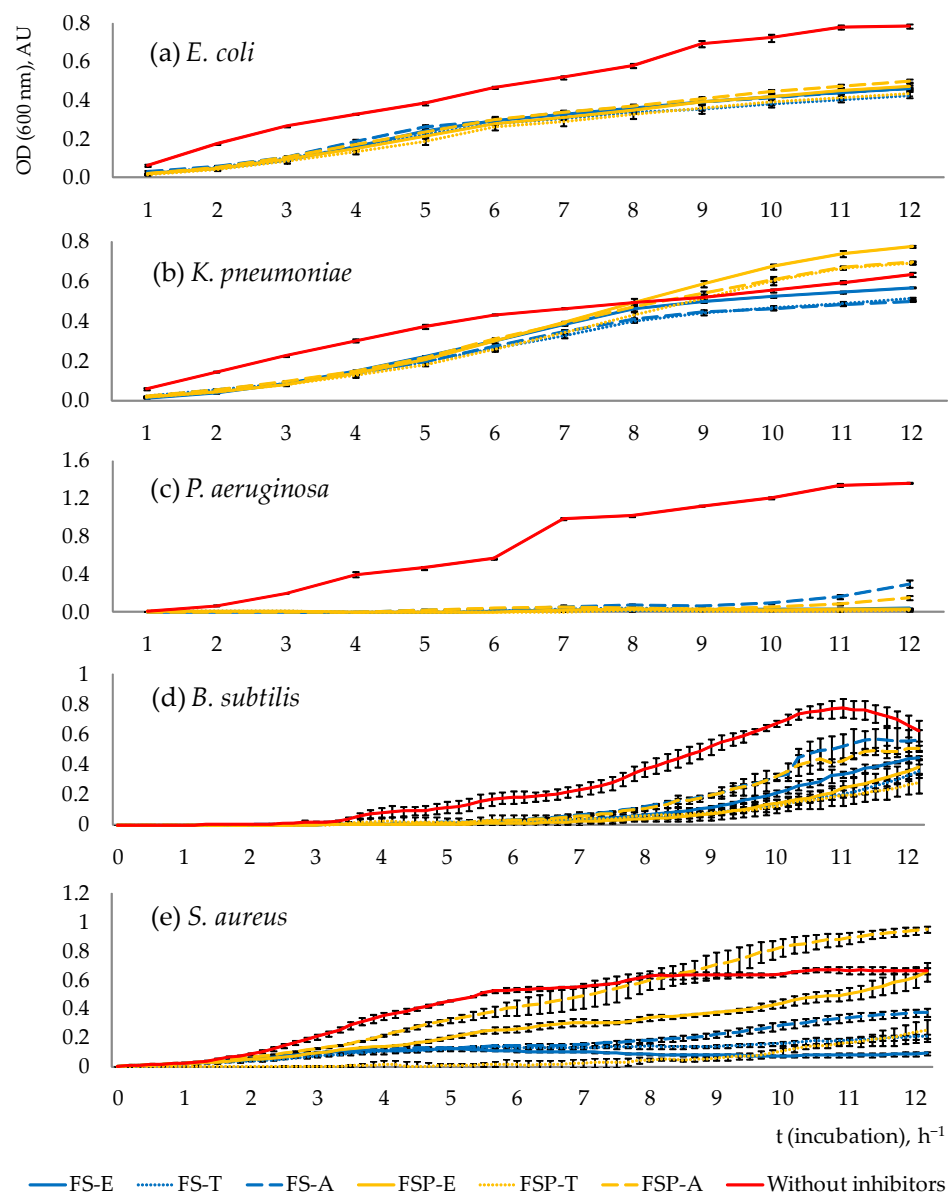 OD (600 nm), AU
(a) E. coli
0.8
0.6
0.4
0.2
0.0
1 2 3 4 5 6 7 8 9 10 11 12
(b) K. pneumoniae
0.8
0.6
0.4
0.2
0.0
1 2 3 4 5 6 7 8 9 10 11 12
(c) P. aeruginosa
1.6
1.2
0.8
0.4
0.0
1 2 3 4 5 6 7 8 9 10 11 12
(d) B. subtilis
1
0.8
0.6
0.4
0.2
0
0 1 2 3 4 5 6 7 8 9 10 11 12
(e) S. aureus
1.2
1
0.8
0.6
0.4
0.2
0
0 1 2 3 4 5 6 7 8 9 10 11 12
t (incubation), h⁻¹
FS-E FS-T FS-A FSP-E FSP-T FSP-A Without inhibitors